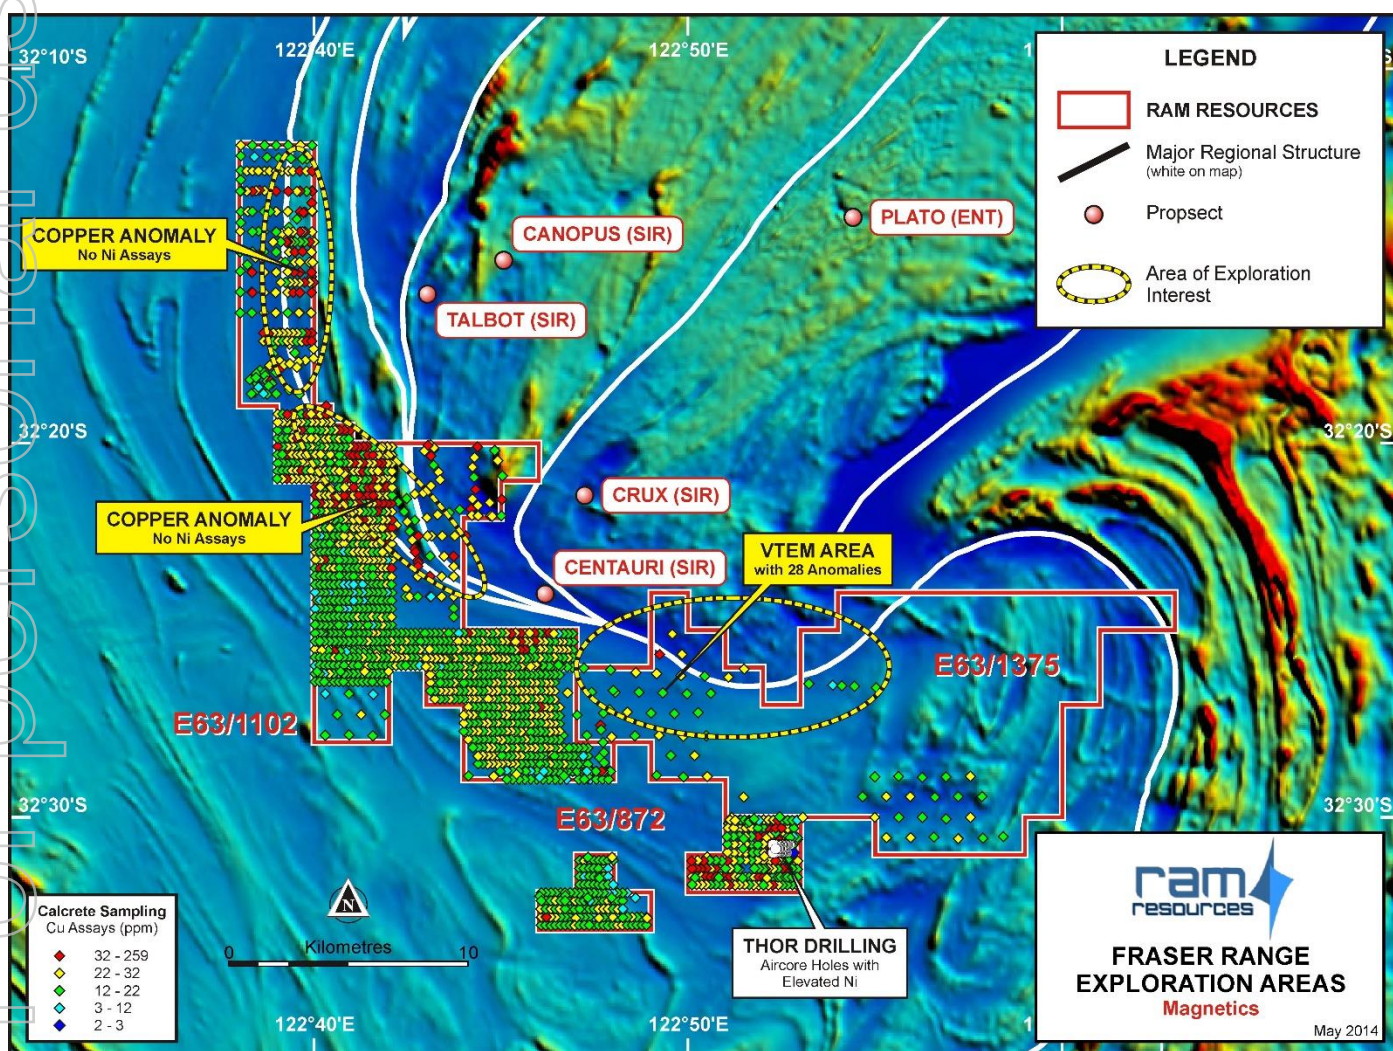 32°10'S
122°40'E
122°50'E
1
S
LEGEND
RAM RESOURCES
Major Regional Structure
(white on map)
Propsect
Area of Exploration
Interest
PLATO (ENT)
CANOPUS (SIR)
TALBOT (SIR)
COPPER ANOMALY
No Ni Assays
32°20'S
32°20'S
CRUX (SIR)
COPPER ANOMALY
No Ni Assays
VTEM AREA
with 28 Anomalies
CENTAURI (SIR)
E63/1375
E63/1102
32°30'S
32°30'S
E63/872
THOR DRILLING
Aircore Holes with
Elevated Ni
N
Kilometres
0
10
Calcrete Sampling
Cu Assays (ppm)
32 - 259
22 - 32
12 - 22
3 - 12
2 - 3
122°40'E
122°50'E
1
ram
resources
FRASER RANGE
EXPLORATION AREAS
Magnetics
May 2014